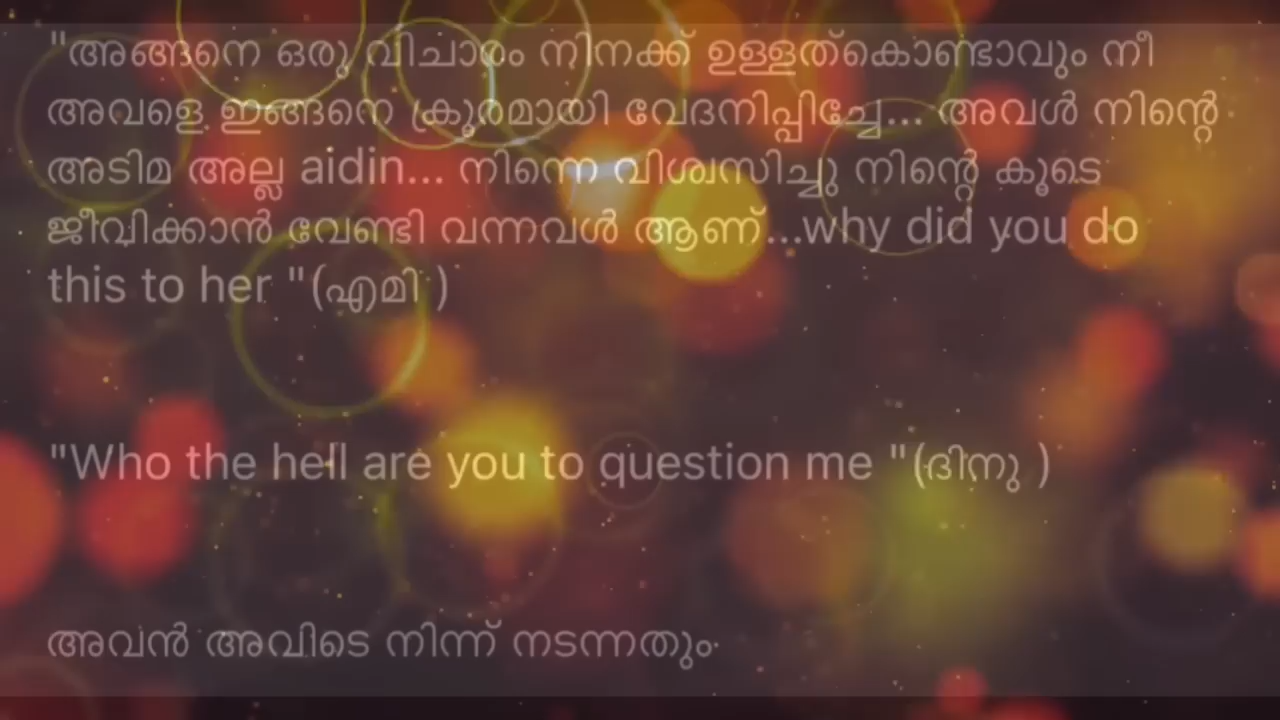 "അങ്ങനെ ഒരു വിചാരം നിനക്ക് ഉള്ളത്കൊണ്ടാവും നീ
അവളെ ഇങ്ങനെ ക്രൂരമായി വേദനിപ്പിച്ചേ... അവൾ നിന്റെ
അടിമ അല്ല aidin... നിന്നെ വിശ്വസിച്ചു നിന്റെ കൂടെ
ജീവിക്കാൻ വേണ്ടി വന്നവൾ ആണ്...why did you do
this to her "(എമി )
"Who the hell are you to question me "(ദിനു )
അവൻ അവിടെ നിന്ന് നടന്നതും